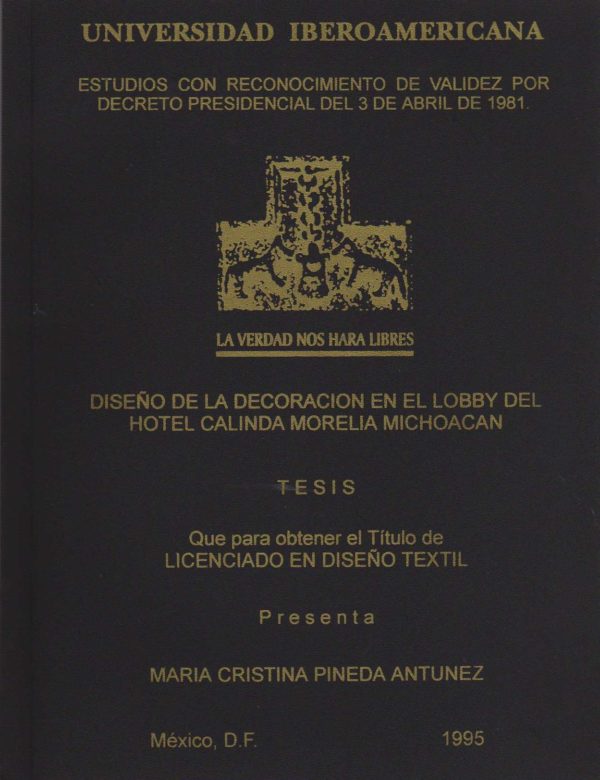 UNIVERSIDAD IBEROAMERICANA
ESTUDIOS CON RECONOCIMIENTO DE VALIDEZ POR
DECRETO PRESIDENCIAL DEL 3 DE ABRIL DE 1981.
LA VERDAD NOS HARA LIBRES
DISEÑO DE LA DECORACION EN EL LOBBY DEL
HOTEL CALINDA MORELIA MICHOACAN
TESIS
Que para obtener el Título de
LICENCIADO EN DISEÑO TEXTIL
Presenta
MARIA CRISTINA PINEDA ANTUNEZ
México, D.F. 1995